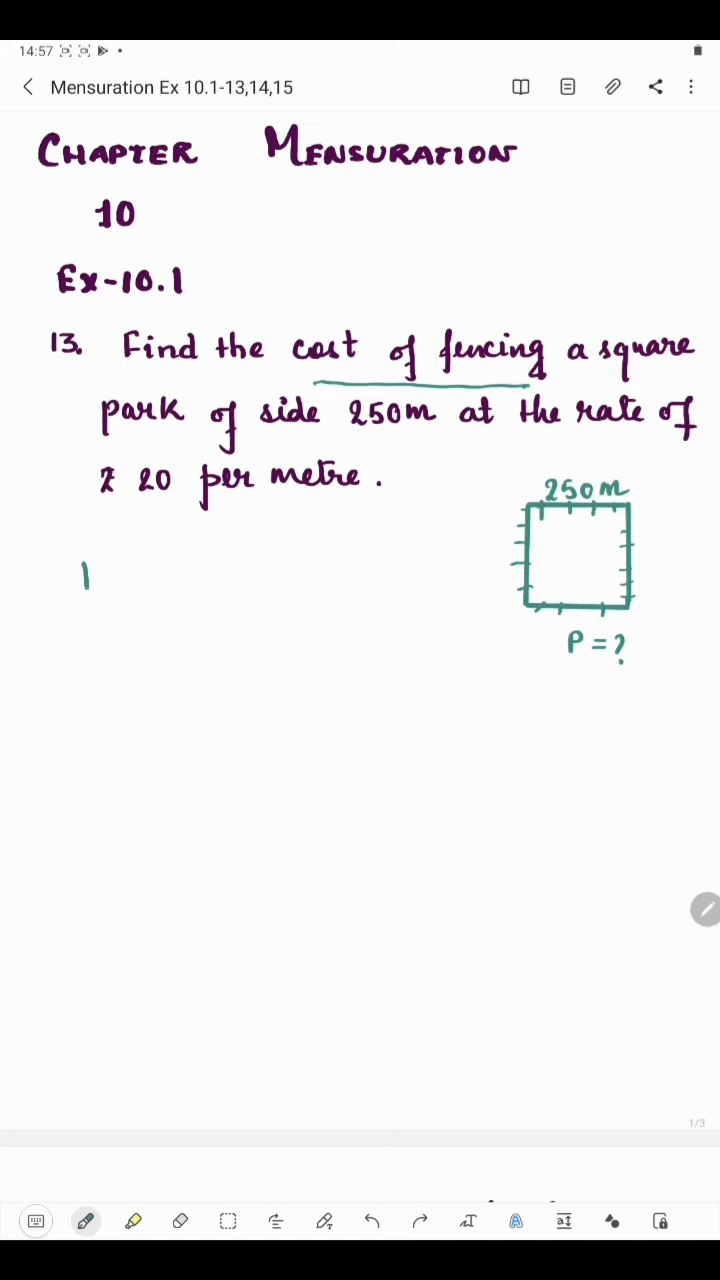 14:57
Mensuration Ex 10.1-13,14,15
CHAPTER MENSURATION
10
Ex-10.1
13. Find the cost of fencing a square
park of side 250m at the rate of
₹ 20 per metre.
250m
P = ?
1/3